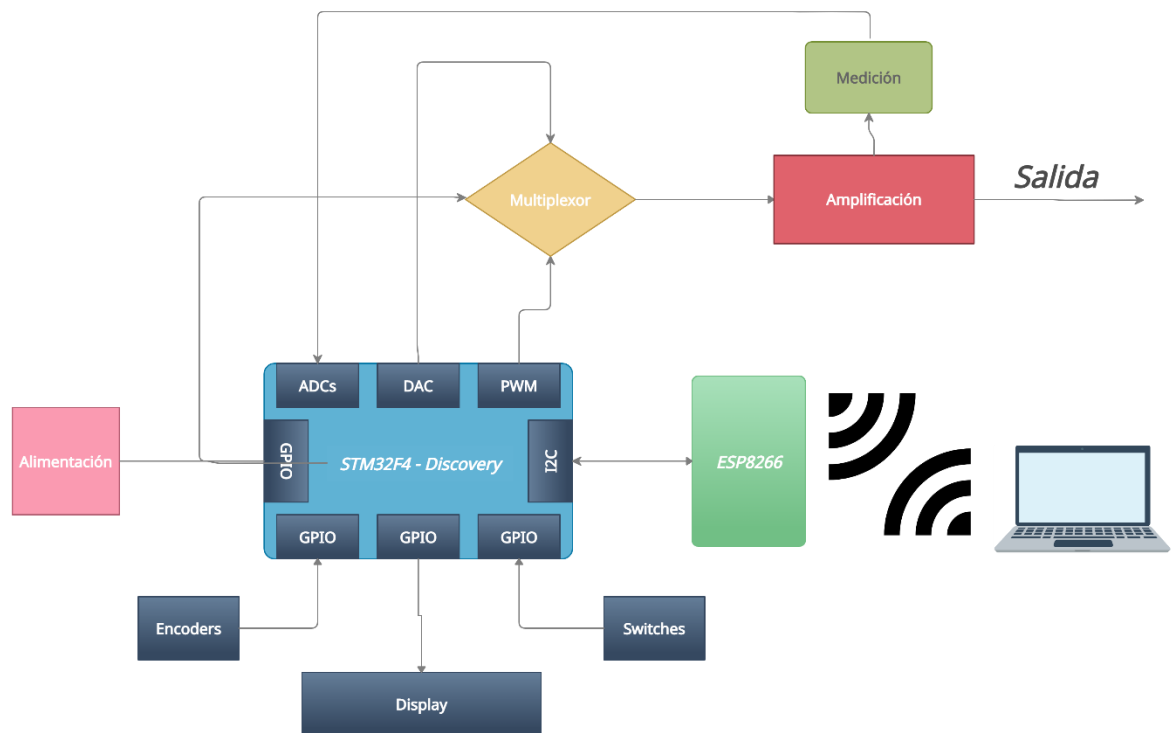 Medición
Multiplexor
Amplificación
Salida
ADCs
DAC
PWM
Alimentación
GPIO
STM32F4 - Discovery
I2C
ESP8266
GPIO
GPIO
GPIO
Encoders
Switches
Display